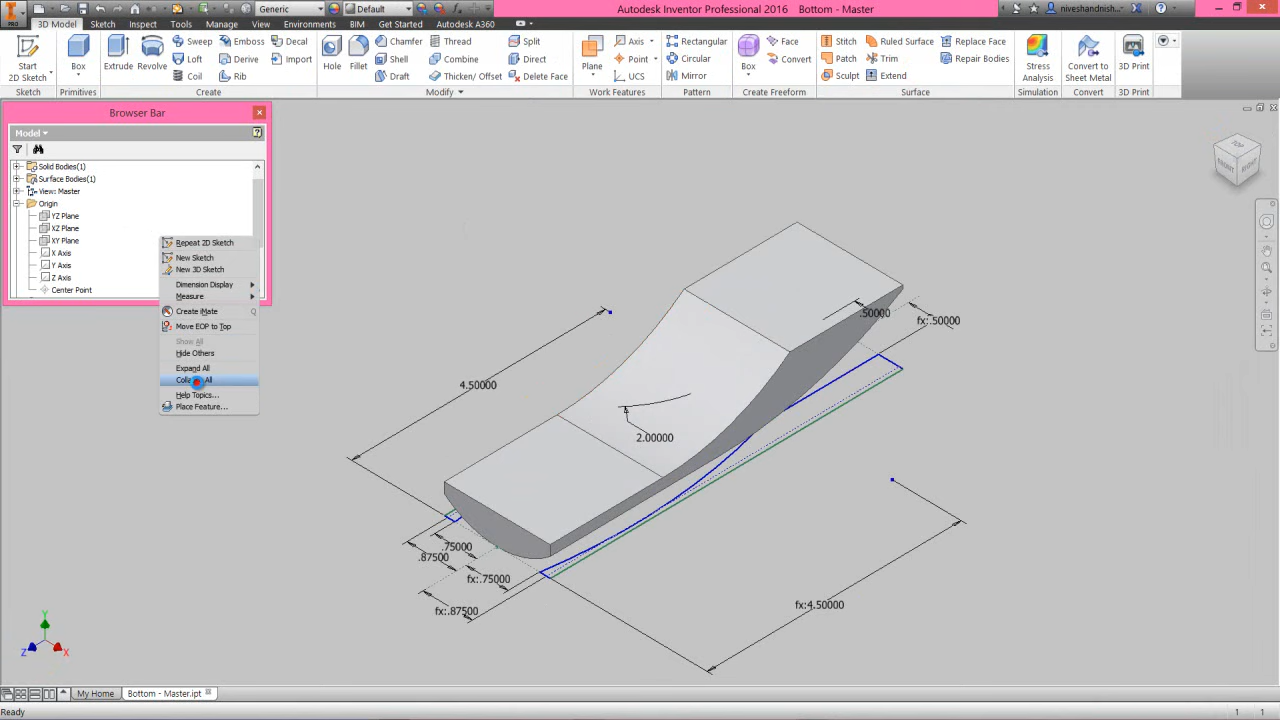 PRO
Generic
Default
Autodesk Inventor Professional 2016 Bottom - Master
niveshandnish...
3D Model
Sketch
Inspect
Tools
Manage
View
Environments
BIM
Get Started
Autodesk A360
Start
2D Sketch
Sketch
Box
Primitives
Extrude
Revolve
Sweep
Emboss
Decal
Loft
Derive
Import
Coil
Rib
Create
Hole
Fillet
Chamfer
Thread
Split
Shell
Combine
Direct
Draft
Thicken/ Offset
Delete Face
Modify
Plane
Axis
Point
UCS
Work Features
Rectangular
Circular
Mirror
Pattern
Box
Face
Convert
Create Freeform
Stitch
Ruled Surface
Replace Face
Patch
Trim
Repair Bodies
Sculpt
Extend
Surface
Stress
Analysis
Simulation
Convert to
Sheet Metal
Convert
3D Print
3D Print
Browser Bar
Model
Solid Bodies(1)
Surface Bodies(1)
View: Master
Origin
YZ Plane
XZ Plane
XY Plane
X Axis
Y Axis
Z Axis
Center Point
Repeat 2D Sketch
New Sketch
New 3D Sketch
Dimension Display
Measure
Create iMate Q
Move EOP to Top
Show All
Hide Others
Expand All
All
Help Topics...
Place Feature...
TOP
FRONT
RIGHT
.50000
fx:.50000
4.50000
2.00000
.75000
.87500
fx:.75000
fx:.87500
fx:4.50000
Y
Z
X
My Home
Bottom - Master.ipt
Ready
1 1